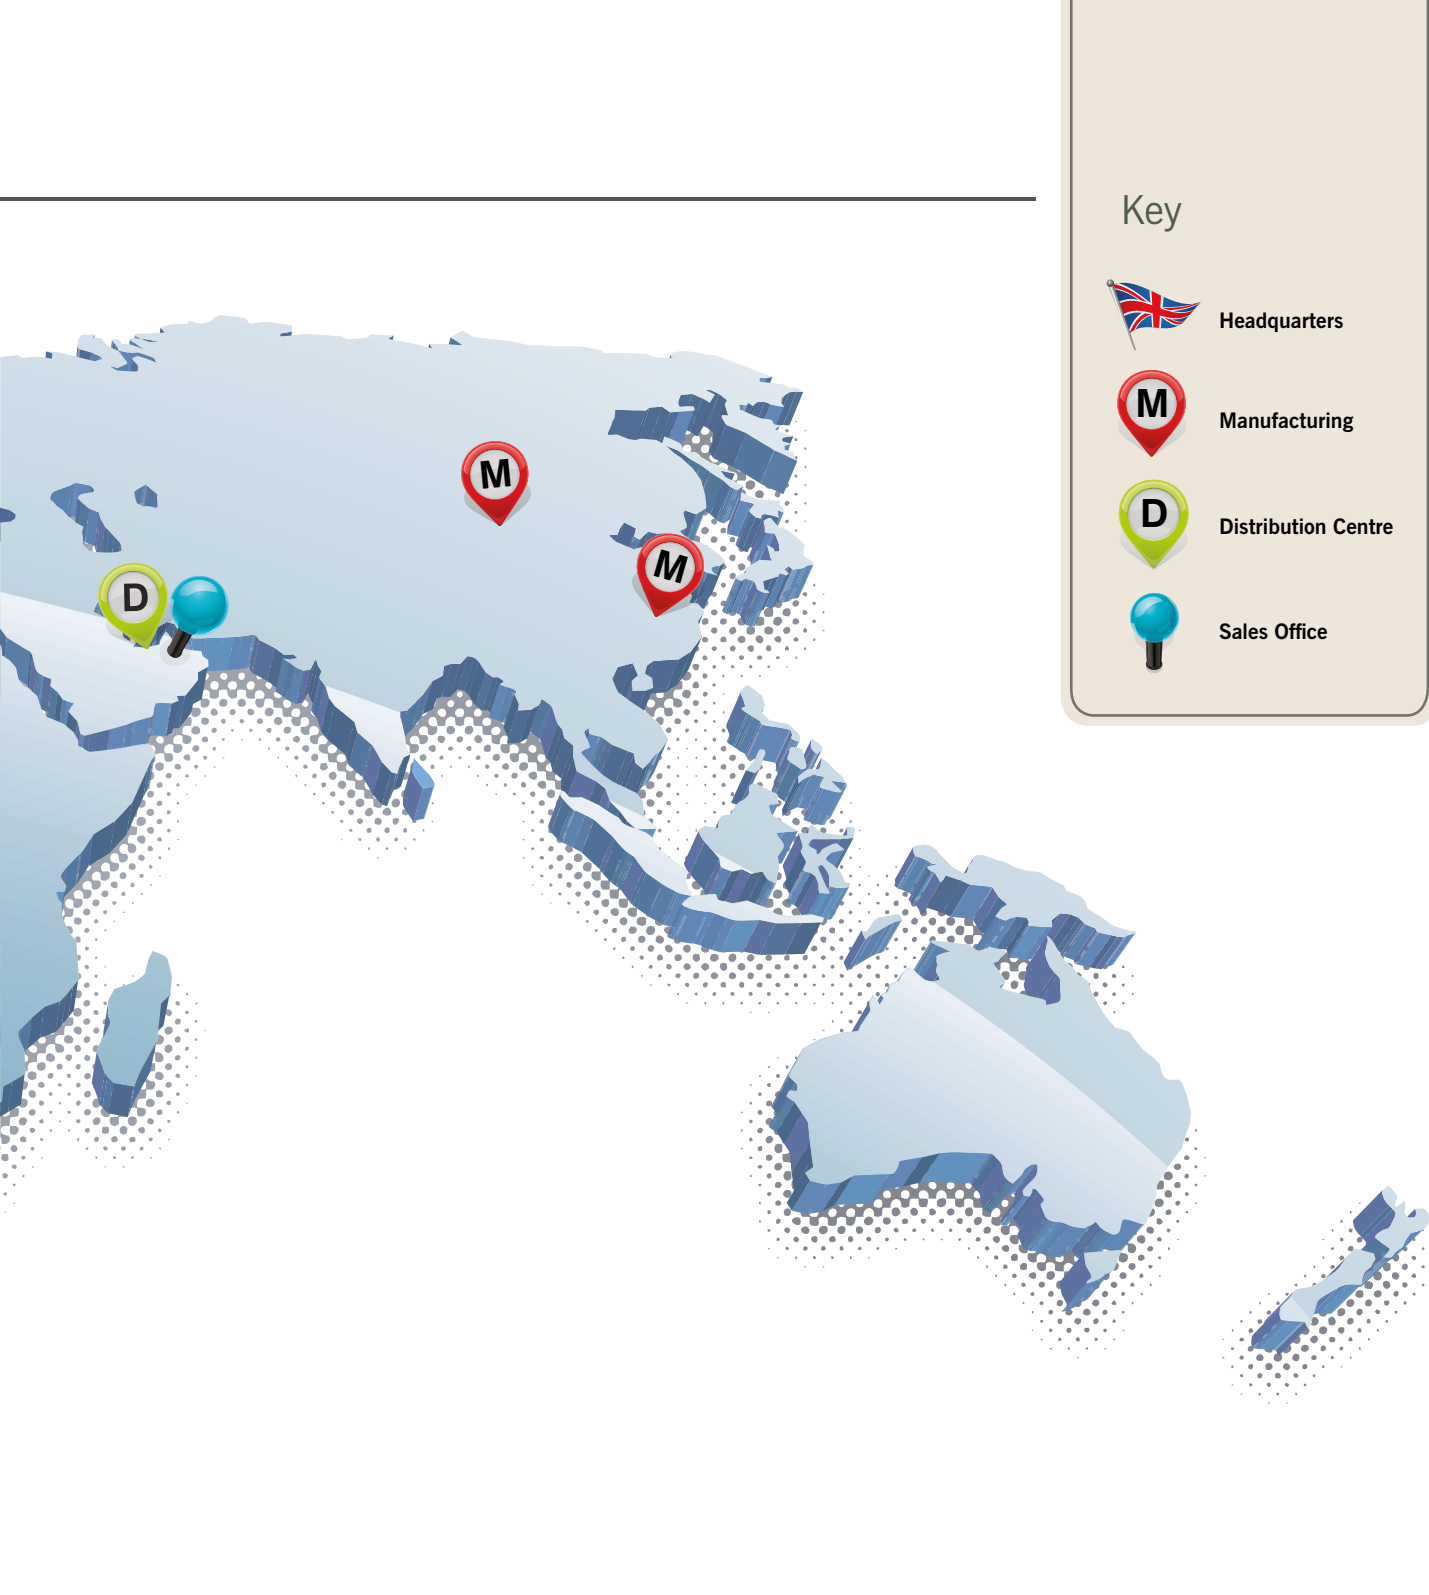 Key
Headquarters
M
Manufacturing
D
Distribution Centre
Sales Office
M
M
D